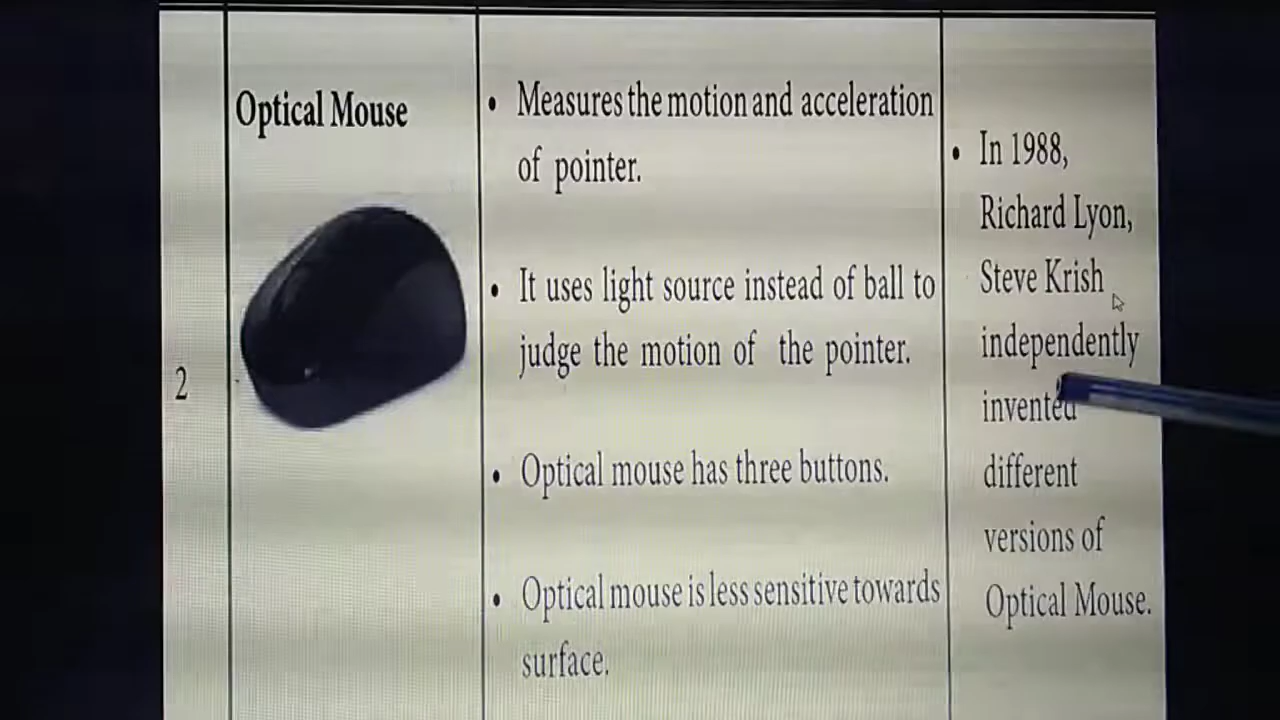 2
Optical Mouse
• Measures the motion and acceleration
of pointer.
• It uses light source instead of ball to
judge the motion of the pointer.
• Optical mouse has three buttons.
• Optical mouse is less sensitive towards
surface.
• In 1988,
Richard Lyon,
Steve Krish
independently
invented
different
versions of
Optical Mouse.